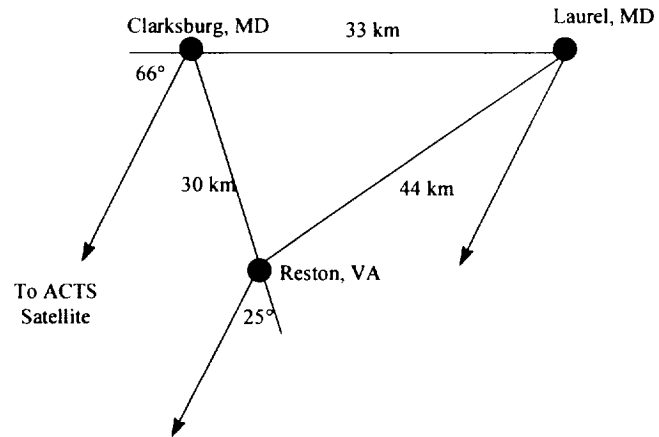 Clarksburg, MD
33 km
Laurel, MD
66°
30 km
44 km
Reston, VA
To ACTS
Satellite
25°